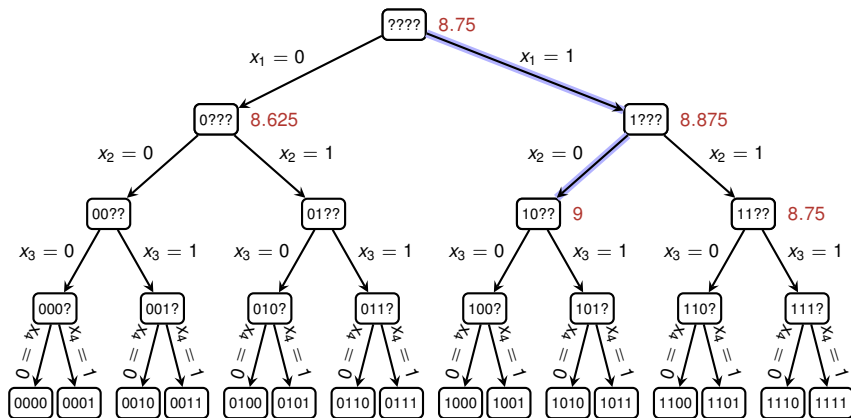 ???? 8.75
x₁ = 0 x₁ = 1
0??? 8.625 1??? 8.875
x₂ = 0 x₂ = 1 x₂ = 0 x₂ = 1
00?? 01?? 10?? 9 11?? 8.75
x₃ = 0 x₃ = 1 x₃ = 0 x₃ = 1 x₃ = 0 x₃ = 1 x₃ = 0 x₃ = 1
000? 001? 010? 011? 100? 101? 110? 111?
x₄ = 0 x₄ = 1 x₄ = 0 x₄ = 1 x₄ = 0 x₄ = 1 x₄ = 0 x₄ = 1 x₄ = 0 x₄ = 1 x₄ = 0 x₄ = 1 x₄ = 0 x₄ = 1 x₄ = 0 x₄ = 1
0000 0001 0010 0011 0100 0101 0110 0111 1000 1001 1010 1011 1100 1101 1110 1111